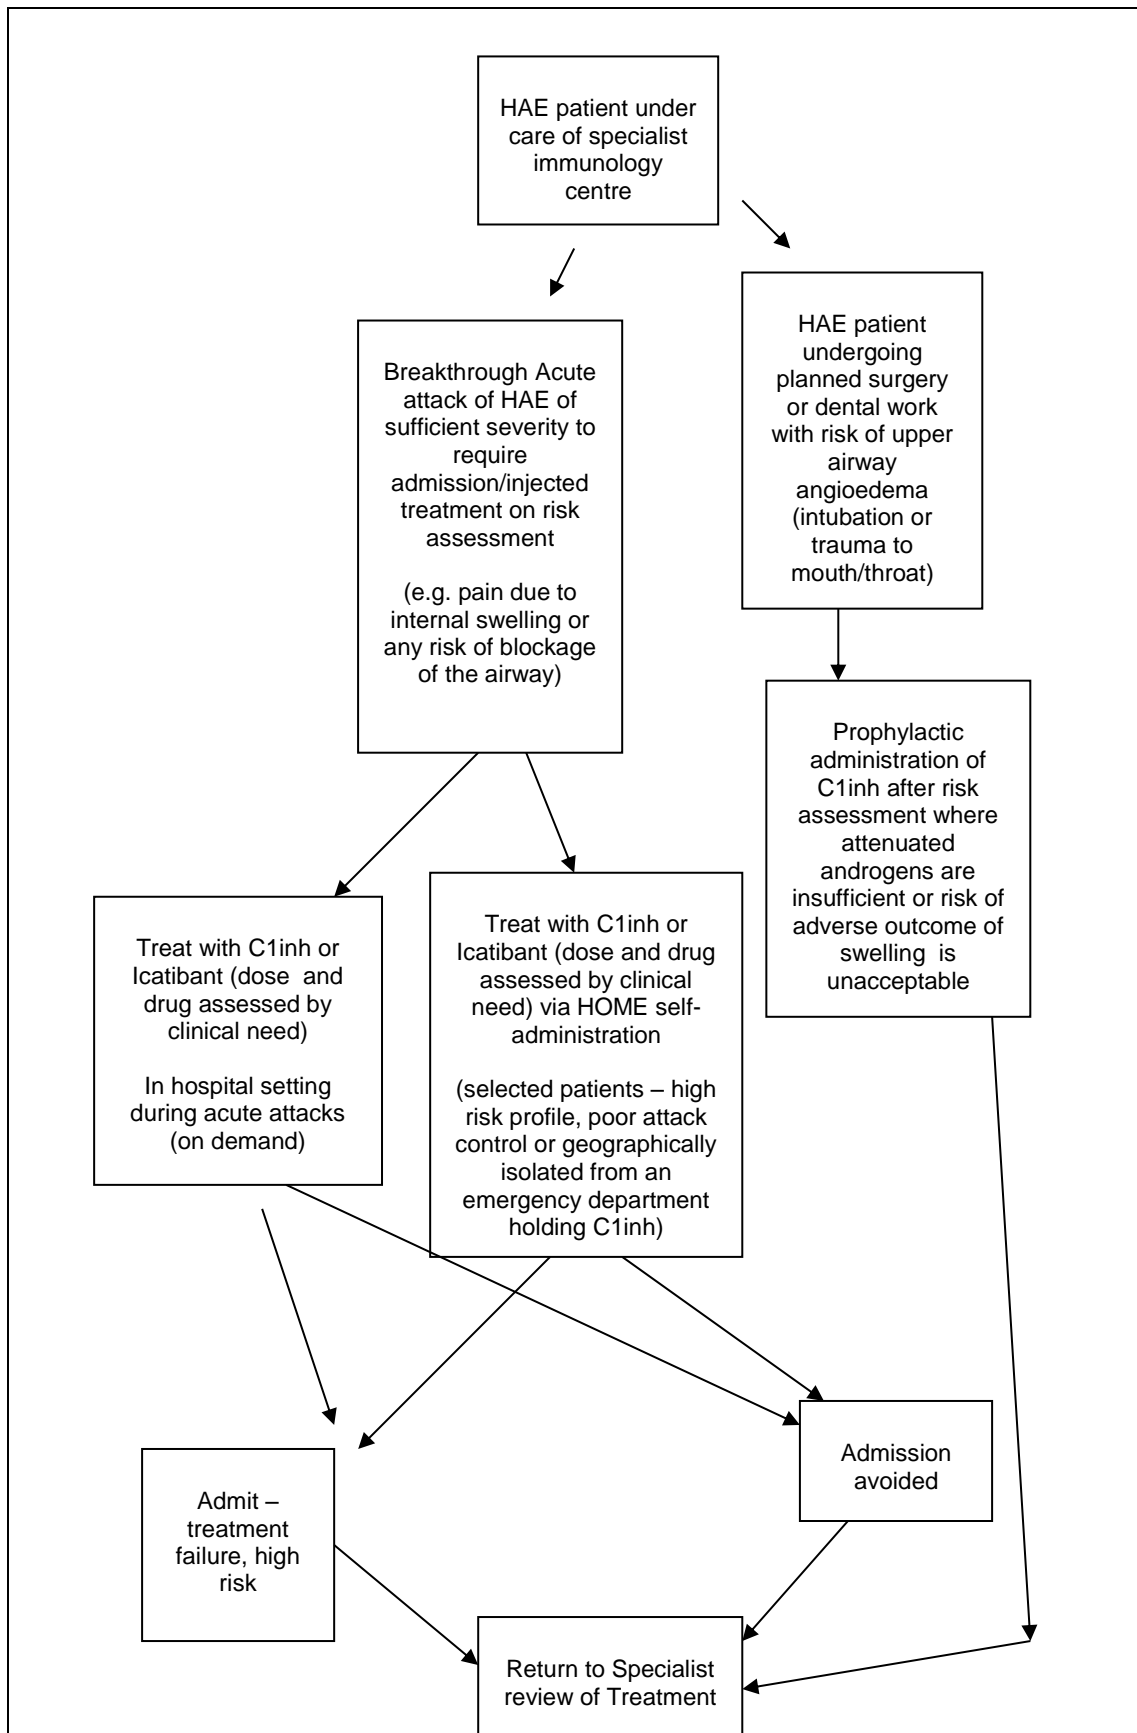 HAE patient under
care of specialist
immunology
centre
Breakthrough Acute
attack of HAE of
sufficient severity to
require
admission/injected
treatment on risk
assessment
(e.g. pain due to
internal swelling or
any risk of blockage
of the airway)
HAE patient
undergoing
planned surgery
or dental work
with risk of upper
airway
angioedema
(intubation or
trauma to
mouth/throat)
Prophylactic
administration of
C1inh after risk
assessment where
attenuated
androgens are
insufficient or risk of
adverse outcome of
swelling is
unacceptable
Treat with C1inh or
Icatibant (dose and
drug assessed by
clinical need)
In hospital setting
during acute attacks
(on demand)
Treat with C1inh or
Icatibant (dose and drug
assessed by clinical
need) via HOME self-
administration
(selected patients – high
risk profile, poor attack
control or geographically
isolated from an
emergency department
holding C1inh)
Admit –
treatment
failure, high
risk
Admission
avoided
Return to Specialist
review of Treatment